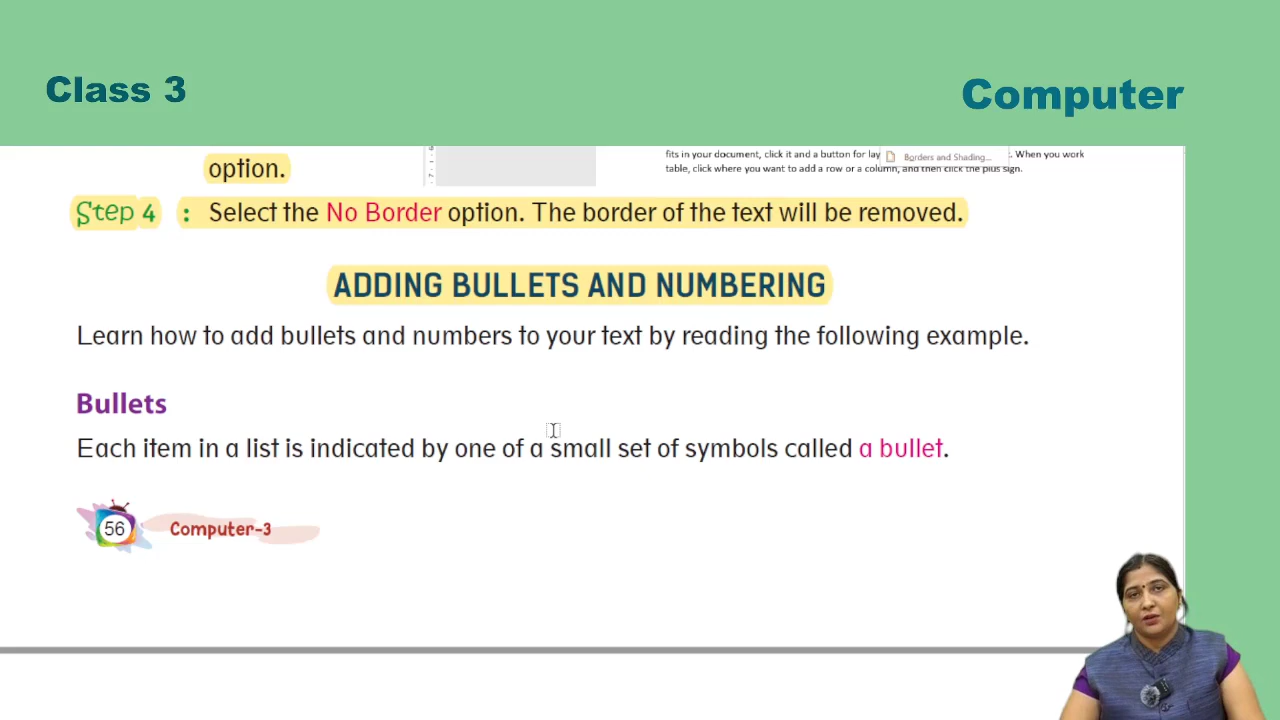 Class 3
Computer
fits in your document, click it and a button for lay
Borders and Shading...
. When you work
table, click where you want to add a row or a column, and then click the plus sign.
option.
Step 4 : Select the No Border option. The border of the text will be removed.
ADDING BULLETS AND NUMBERING
Learn how to add bullets and numbers to your text by reading the following example.
Bullets
Each item in a list is indicated by one of a small set of symbols called a bullet.
56 Computer-3